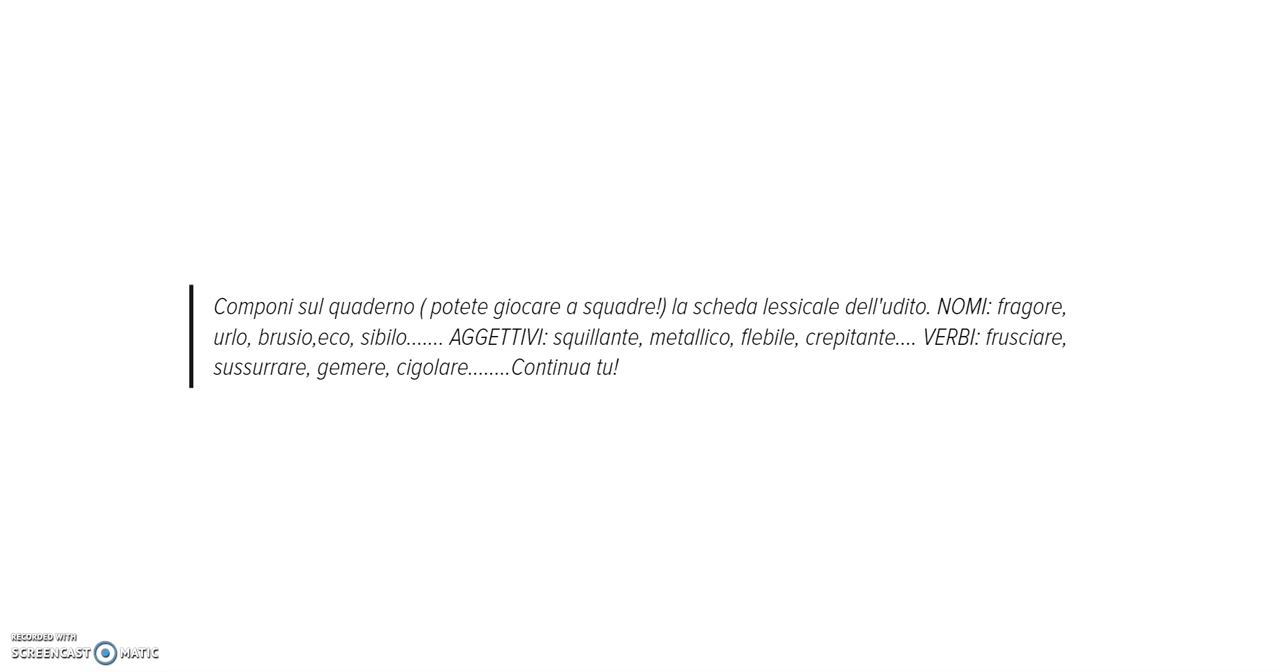 Componi sul quaderno ( potete giocare a squadre!) la scheda lessicale dell'udito. NOMI: fragore,
urlo, brusio,eco, sibilo....... AGGETTIVI: squillante, metallico, flebile, crepitante.... VERBI: frusciare,
sussurrare, gemere, cigolare........Continua tu!
RECORDED WITH
SCREENCAST MATIC